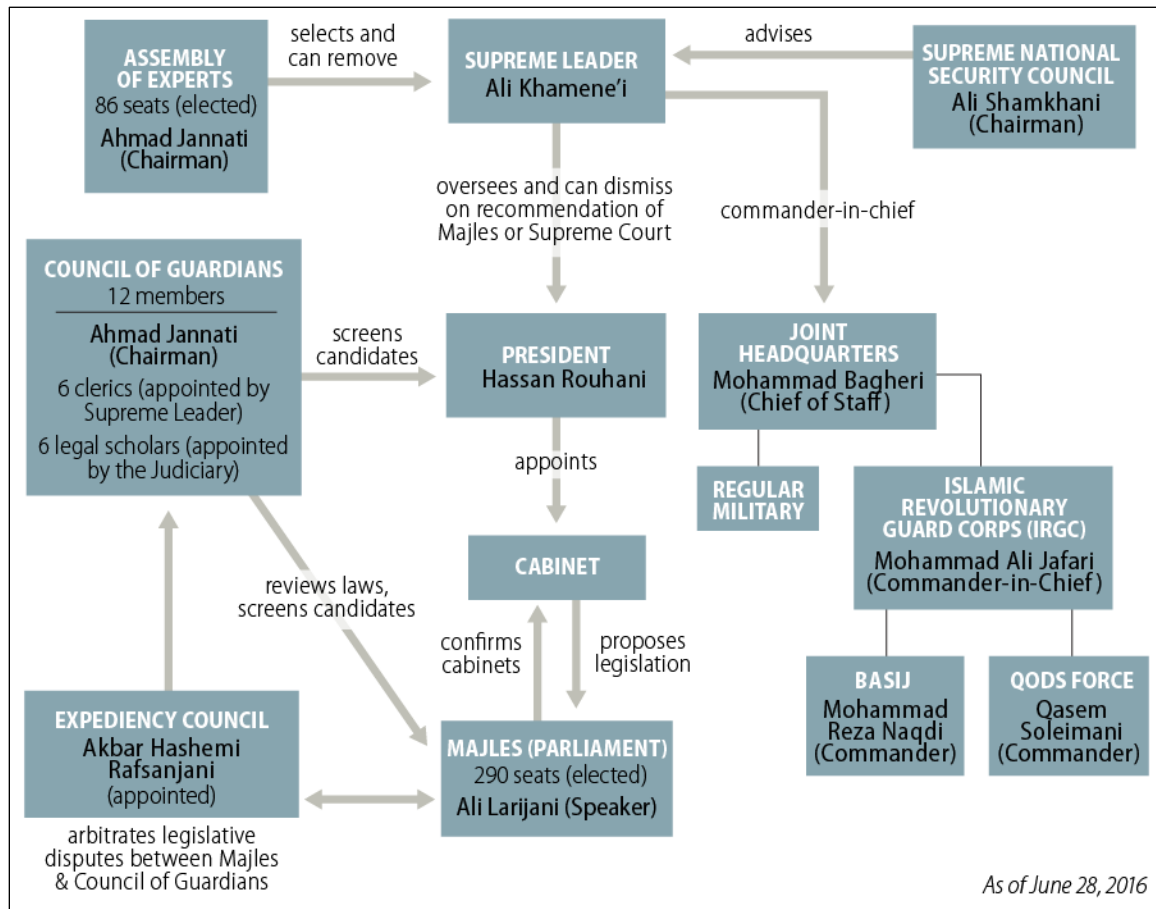 ASSEMBLY
OF EXPERTS
86 seats (elected)
Ahmad Jannati
(Chairman)
selects and
can remove
SUPREME LEADER
Ali Khamene’i
advises
SUPREME NATIONAL
SECURITY COUNCIL
Ali Shamkhani
(Chairman)
oversees and can dismiss
on recommendation of
Majles or Supreme Court
commander-in-chief
COUNCIL OF GUARDIANS
12 members
Ahmad Jannati
(Chairman)
6 clerics (appointed by
Supreme Leader)
6 legal scholars (appointed
by the Judiciary)
screens
candidates
PRESIDENT
Hassan Rouhani
JOINT
HEADQUARTERS
Mohammad Bagheri
(Chief of Staff)
appoints
REGULAR
MILITARY
ISLAMIC
REVOLUTIONARY
GUARD CORPS (IRGC)
Mohammad Ali Jafari
(Commander-in-Chief)
CABINET
reviews laws,
screens candidates
confirms
cabinets
proposes
legislation
BASIJ
Mohammad
Reza Naqdi
(Commander)
QODS FORCE
Qasem
Soleimani
(Commander)
EXPEDIENCY COUNCIL
Akbar Hashemi
Rafsanjani
(appointed)
MAJLES (PARLIAMENT)
290 seats (elected)
Ali Larijani (Speaker)
arbitrates legislative
disputes between Majles
& Council of Guardians
As of June 28, 2016